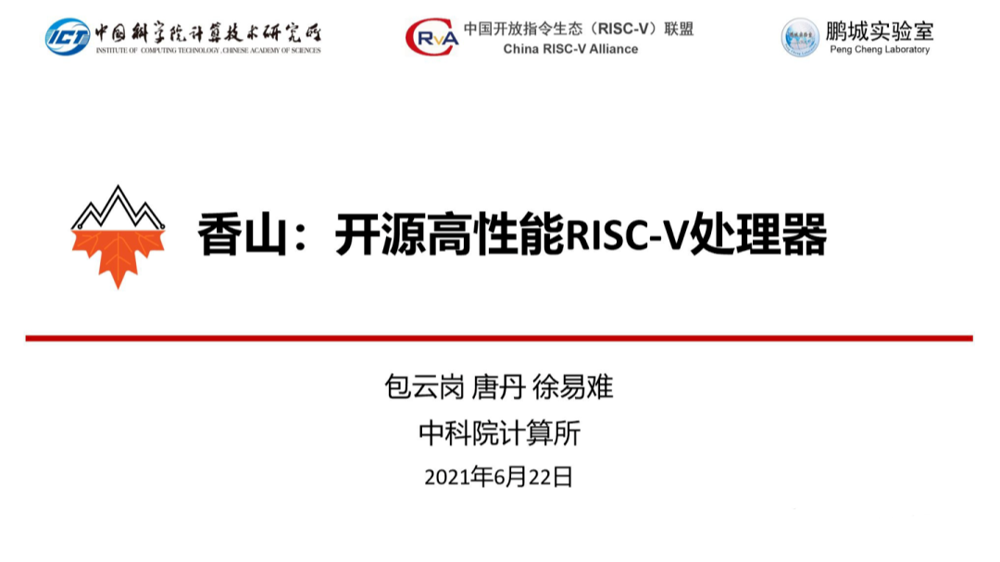 ICT 中国科学院计算技术研究所
INSTITUTE OF COMPUTING TECHNOLOGY, CHINESE ACADEMY OF SCIENCES
CRVA 中国开放指令生态（RISC-V）联盟
China RISC-V Alliance
鹏城实验室
Peng Cheng Laboratory
香山：开源高性能RISC-V处理器
包云岗 唐丹 徐易难
中科院计算所
2021年6月22日